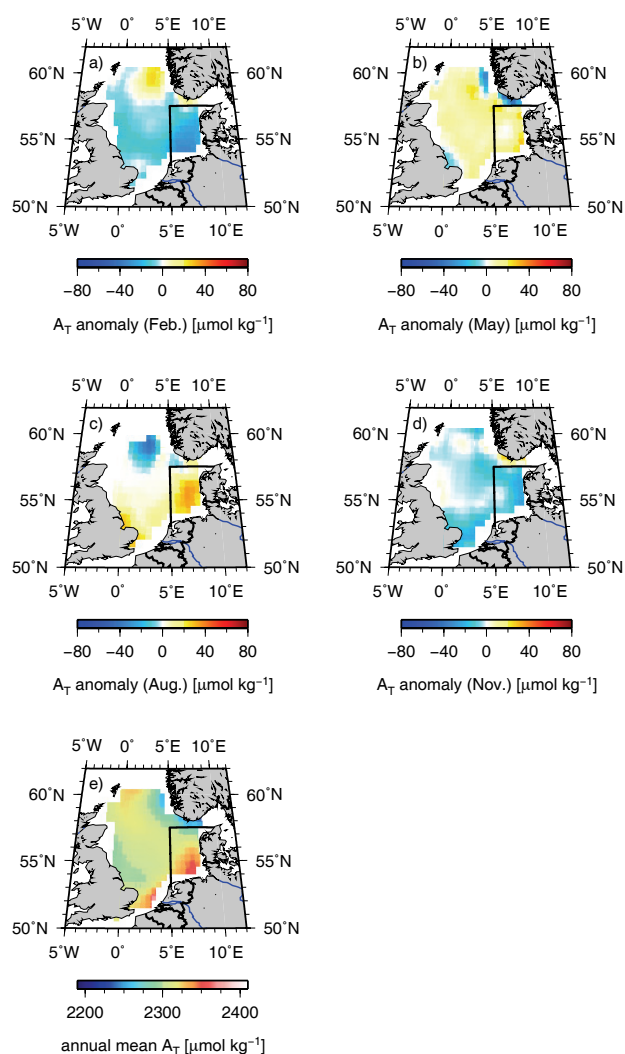 5˚W 0˚ 5˚E 10˚E
5˚W 0˚ 5˚E 10˚E
60˚N a) 60˚N
60˚N b) 60˚N
55˚N 55˚N
55˚N 55˚N
50˚N 50˚N
50˚N 50˚N
5˚W 0˚ 5˚E 10˚E
5˚W 0˚ 5˚E 10˚E
−80 −40 0 40 80
−80 −40 0 40 80
A_T anomaly (Feb.) [μmol kg⁻¹]
A_T anomaly (May) [μmol kg⁻¹]
5˚W 0˚ 5˚E 10˚E
5˚W 0˚ 5˚E 10˚E
60˚N c) 60˚N
60˚N d) 60˚N
55˚N 55˚N
55˚N 55˚N
50˚N 50˚N
50˚N 50˚N
5˚W 0˚ 5˚E 10˚E
5˚W 0˚ 5˚E 10˚E
−80 −40 0 40 80
−80 −40 0 40 80
A_T anomaly (Aug.) [μmol kg⁻¹]
A_T anomaly (Nov.) [μmol kg⁻¹]
5˚W 0˚ 5˚E 10˚E
60˚N e) 60˚N
55˚N 55˚N
50˚N 50˚N
5˚W 0˚ 5˚E 10˚E
2200 2300 2400
annual mean A_T [μmol kg⁻¹]